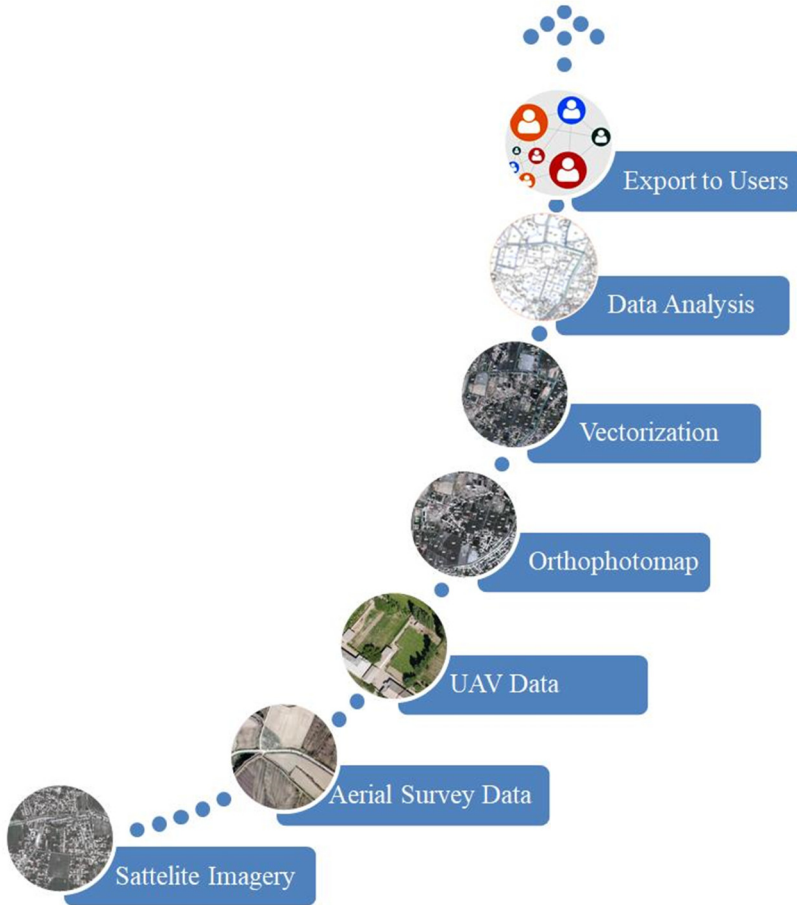 Export to Users
Data Analysis
Vectorization
Orthophotomap
UAV Data
Aerial Survey Data
Sattelite Imagery